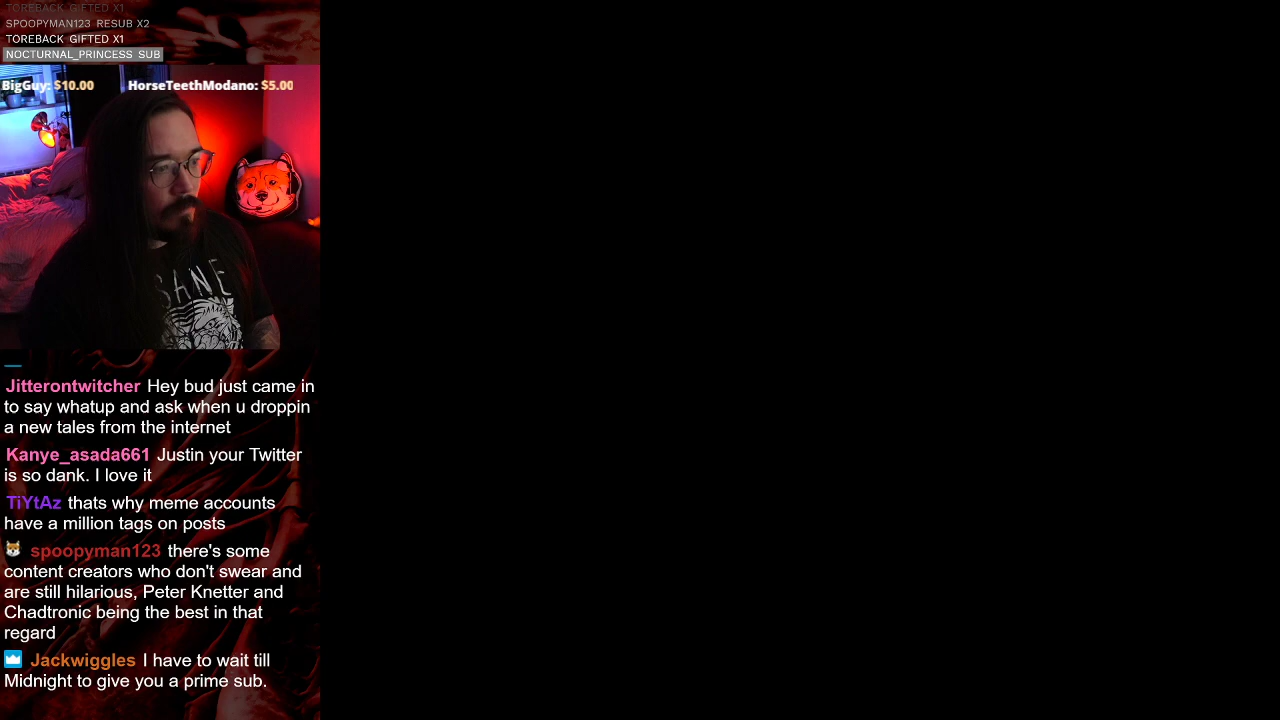 TOREBACK GIFTED X1
SPOOPYMAN123 RESUB X2
TOREBACK GIFTED X1
NOCTURNAL_PRINCESS SUB
BigGuy: $10.00 HorseTeethModano: $5.00
SANE
Jitterontwitcher Hey bud just came in
to say whatup and ask when u droppin
a new tales from the internet
Kanye_asada661 Justin your Twitter
is so dank. I love it
TiYtAz thats why meme accounts
have a million tags on posts
spoopyman123 there's some
content creators who don't swear and
are still hilarious, Peter Knetter and
Chadtronic being the best in that
regard
Jackwiggles I have to wait till
Midnight to give you a prime sub.